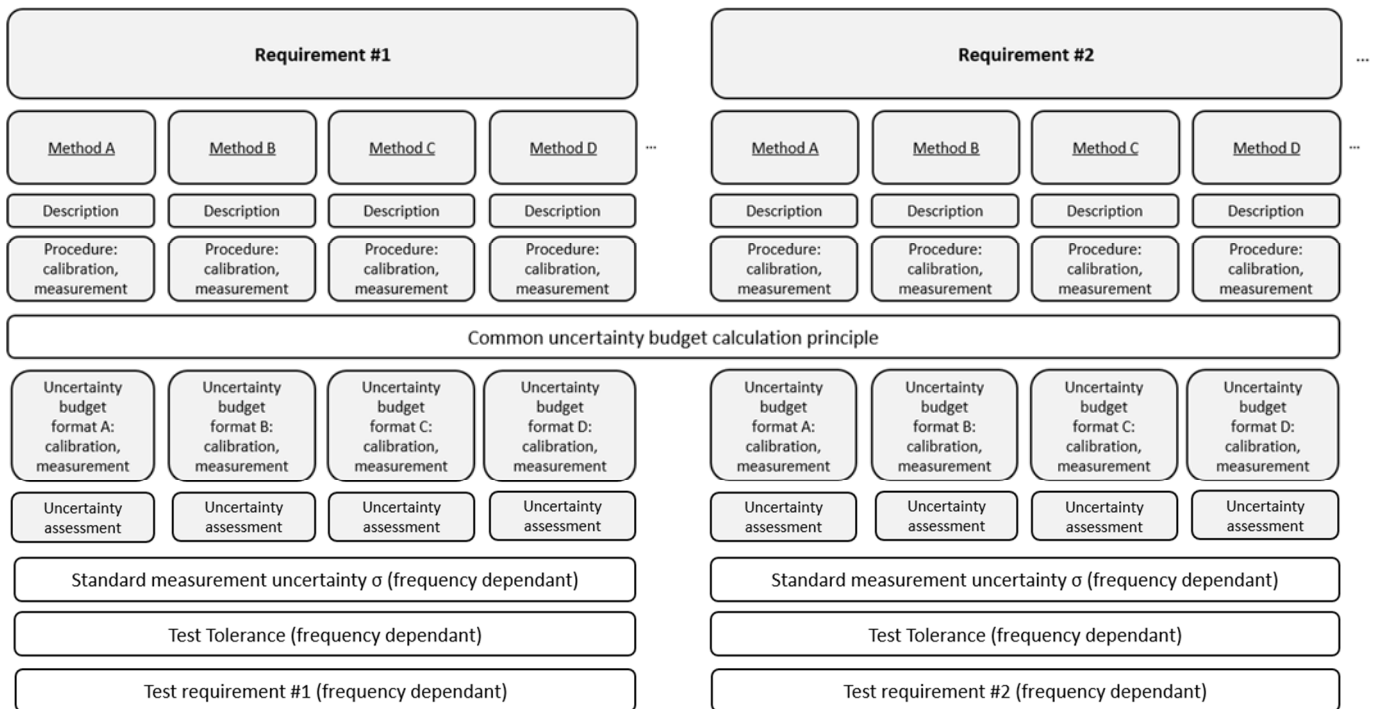 Requirement #1
Requirement #2
...
Method A
Method B
Method C
Method D
...
Method A
Method B
Method C
Method D
...
Description
Description
Description
Description
Description
Description
Description
Description
Procedure:
calibration,
measurement
Procedure:
calibration,
measurement
Procedure:
calibration,
measurement
Procedure:
calibration,
measurement
Procedure:
calibration,
measurement
Procedure:
calibration,
measurement
Procedure:
calibration,
measurement
Procedure:
calibration,
measurement
Common uncertainty budget calculation principle
Uncertainty
budget
format A:
calibration,
measurement
Uncertainty
budget
format B:
calibration,
measurement
Uncertainty
budget
format C:
calibration,
measurement
Uncertainty
budget
format D:
calibration,
measurement
Uncertainty
budget
format A:
calibration,
measurement
Uncertainty
budget
format B:
calibration,
measurement
Uncertainty
budget
format C:
calibration,
measurement
Uncertainty
budget
format D:
calibration,
measurement
Uncertainty
assessment
Uncertainty
assessment
Uncertainty
assessment
Uncertainty
assessment
Uncertainty
assessment
Uncertainty
assessment
Uncertainty
assessment
Uncertainty
assessment
Standard measurement uncertainty σ (frequency dependant)
Standard measurement uncertainty σ (frequency dependant)
Test Tolerance (frequency dependant)
Test Tolerance (frequency dependant)
Test requirement #1 (frequency dependant)
Test requirement #2 (frequency dependant)